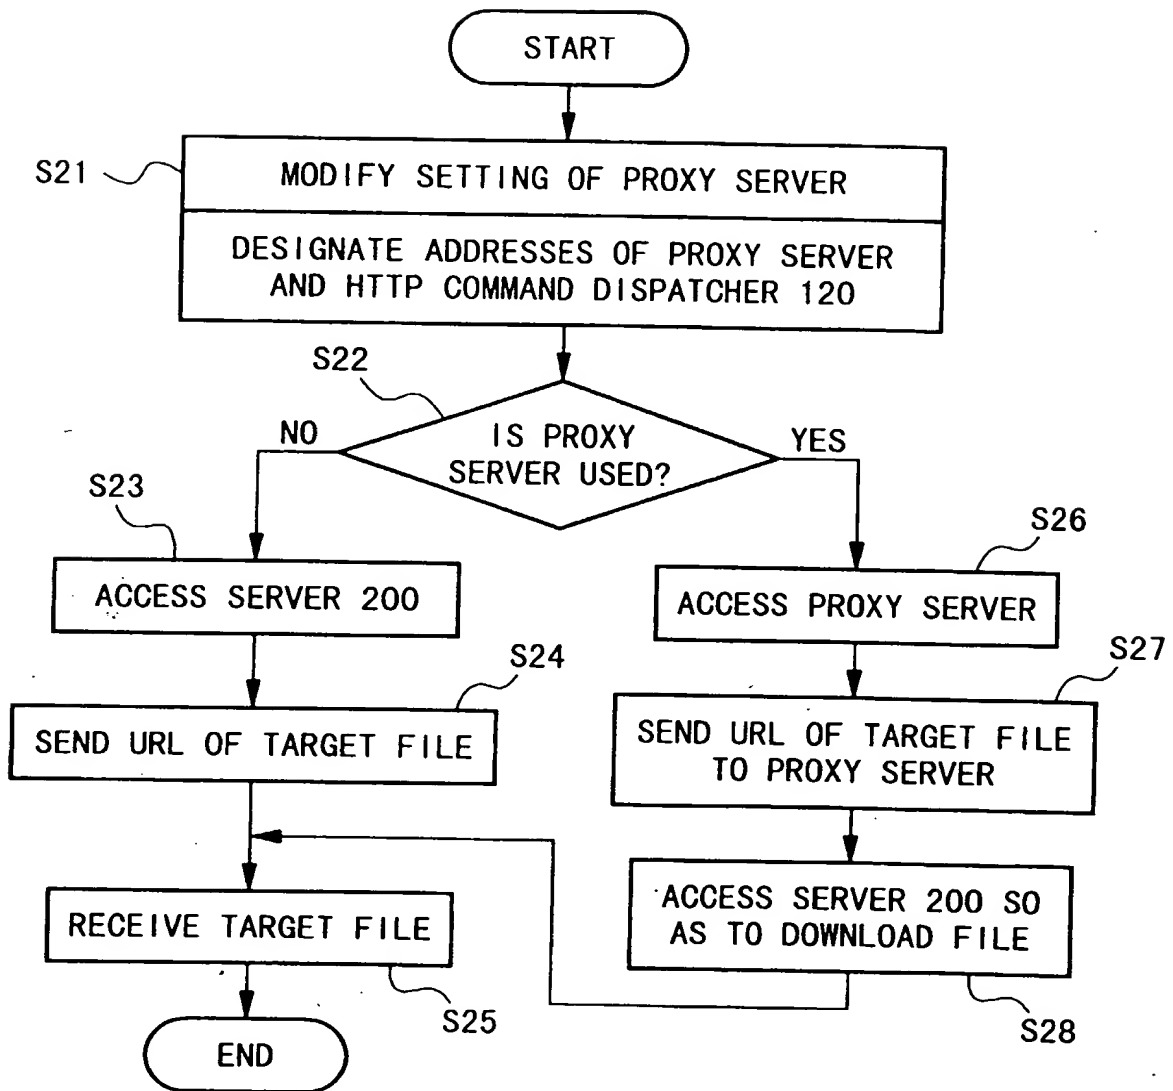 START
S21
MODIFY SETTING OF PROXY SERVER
DESIGNATE ADDRESSES OF PROXY SERVER
AND HTTP COMMAND DISPATCHER 120
S22
NO
IS PROXY
SERVER USED?
YES
S23
ACCESS SERVER 200
S26
ACCESS PROXY SERVER
S24
SEND URL OF TARGET FILE
S27
SEND URL OF TARGET FILE
TO PROXY SERVER
RECEIVE TARGET FILE
S25
ACCESS SERVER 200 SO
AS TO DOWNLOAD FILE
S28
END